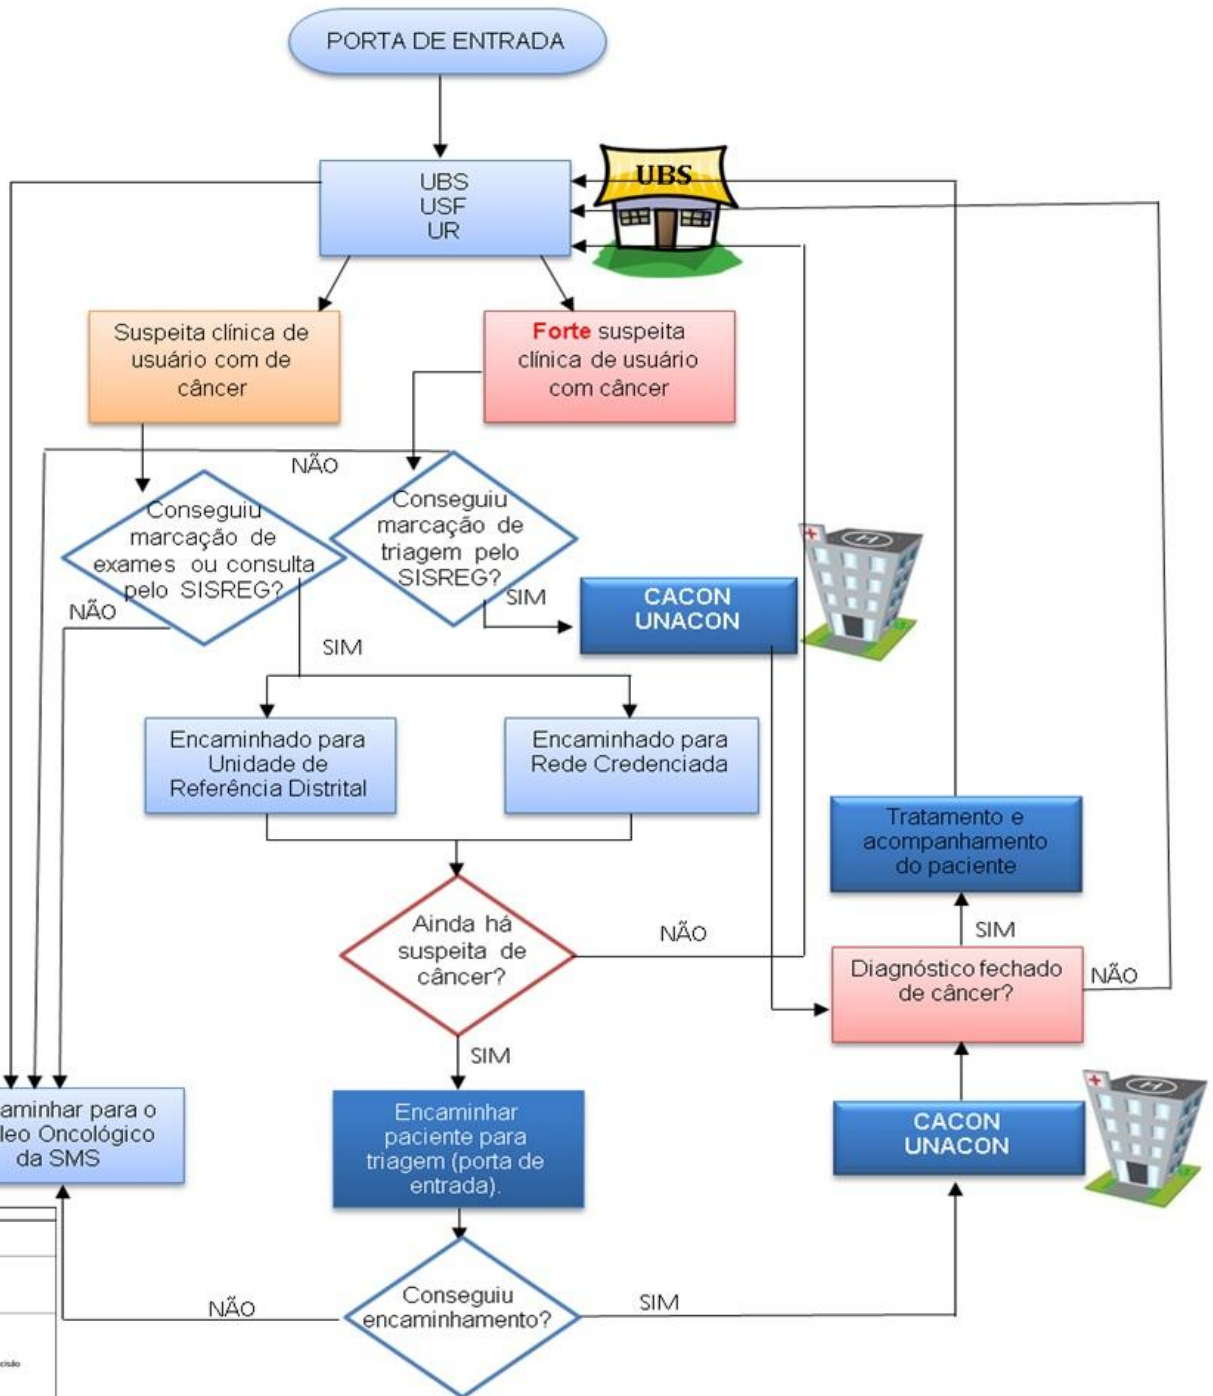 PORTA DE ENTRADA
UBS
USF
UR
UBS
Suspeita clínica de
usuário com de
câncer
Forte suspeita
clínica de usuário
com câncer
NÃO
Conseguiu
marcação de
exames ou consulta
pelo SISREG?
Conseguiu
marcação de
triagem pelo
SISREG?
NÃO
SIM
SIM
CACON
UNACON
H
Encaminhado para
Unidade de
Referência Distrital
Encaminhado para
Rede Credenciada
Tratamento e
acompanhamento
do paciente
Ainda há
suspeita de
câncer?
NÃO
SIM
SIM
Diagnóstico fechado
de câncer?
NÃO
aminhar para o
leo Oncológico
da SMS
Encaminhar
paciente para
triagem (porta de
entrada).
CACON
UNACON
H
Conseguiu
encaminhamento?
NÃO
SIM
cisão